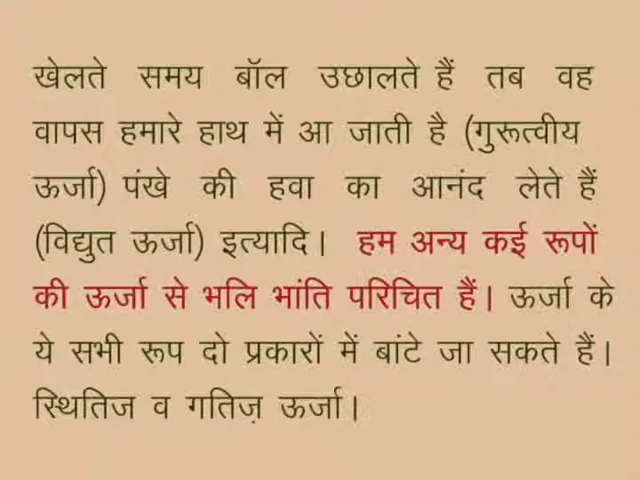 खेलते समय बॉल उछालते हैं तब वह
वापस हमारे हाथ में आ जाती है (गुरूत्वीय
ऊर्जा) पंखे की हवा का आनंद लेते हैं
(विद्युत ऊर्जा) इत्यादि। हम अन्य कई रूपों
की ऊर्जा से भलि भांति परिचित हैं। ऊर्जा के
ये सभी रूप दो प्रकारों में बांटे जा सकते हैं।
स्थितिज व गतिज़ ऊर्जा।